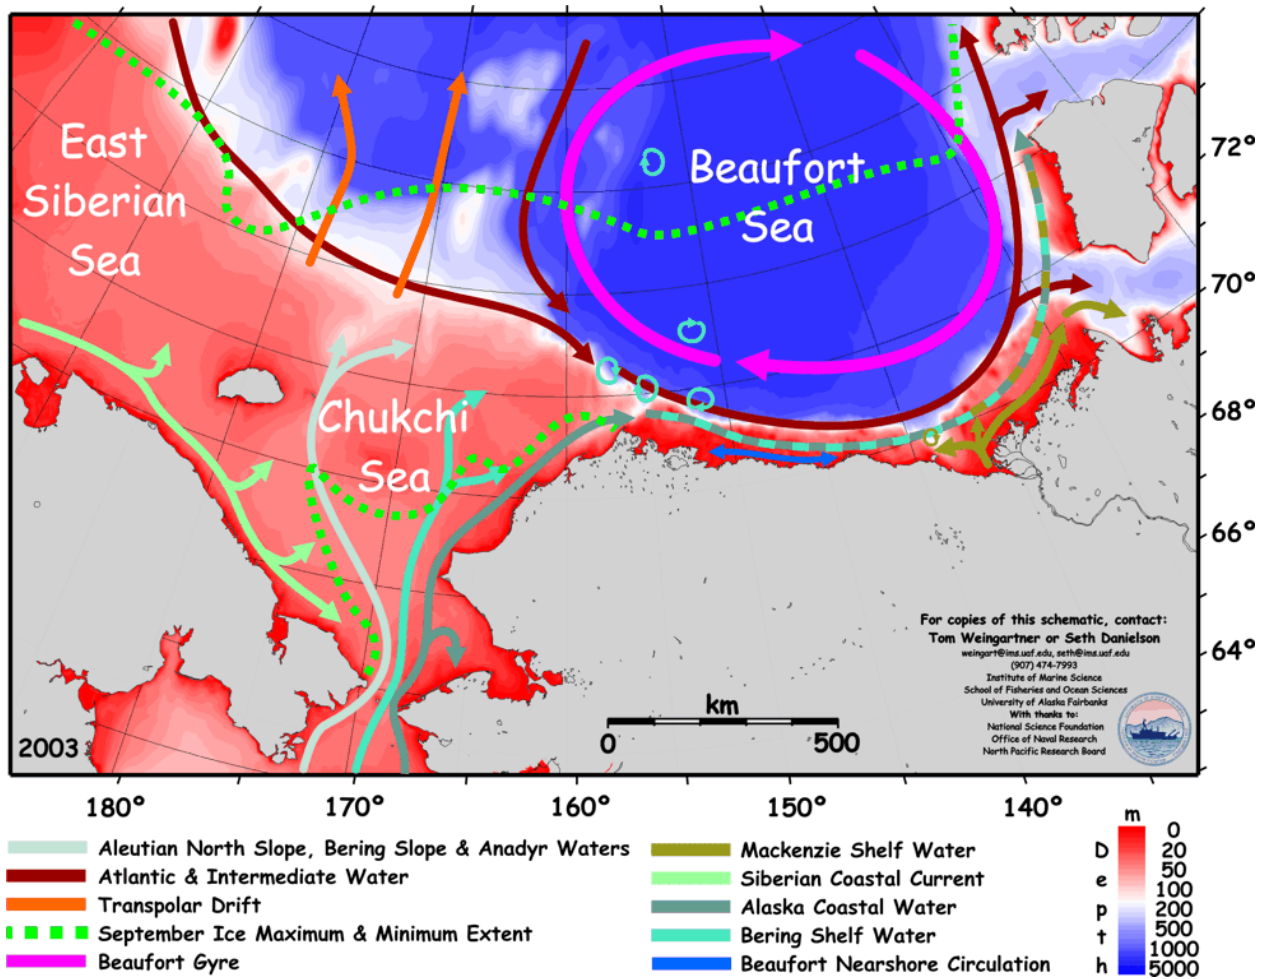 East
Siberian
Sea
Beaufort
Sea
Chukchi
Sea
72°
70°
68°
66°
64°
For copies of this schematic, contact:
Tom Weingartner or Seth Danielson
weingart@ims.uaf.edu, seth@ims.uaf.edu
(907) 474-7993
Institute of Marine Science
School of Fisheries and Ocean Sciences
University of Alaska Fairbanks
With thanks to:
National Science Foundation
Office of Naval Research
North Pacific Research Board
km
0 500
2003
180° 170° 160° 150° 140°
Aleutian North Slope, Bering Slope & Anadyr Waters
Atlantic & Intermediate Water
Transpolar Drift
September Ice Maximum & Minimum Extent
Beaufort Gyre
Mackenzie Shelf Water
Siberian Coastal Current
Alaska Coastal Water
Bering Shelf Water
Beaufort Nearshore Circulation
Depth
m
0
20
50
100
200
500
1000
5000